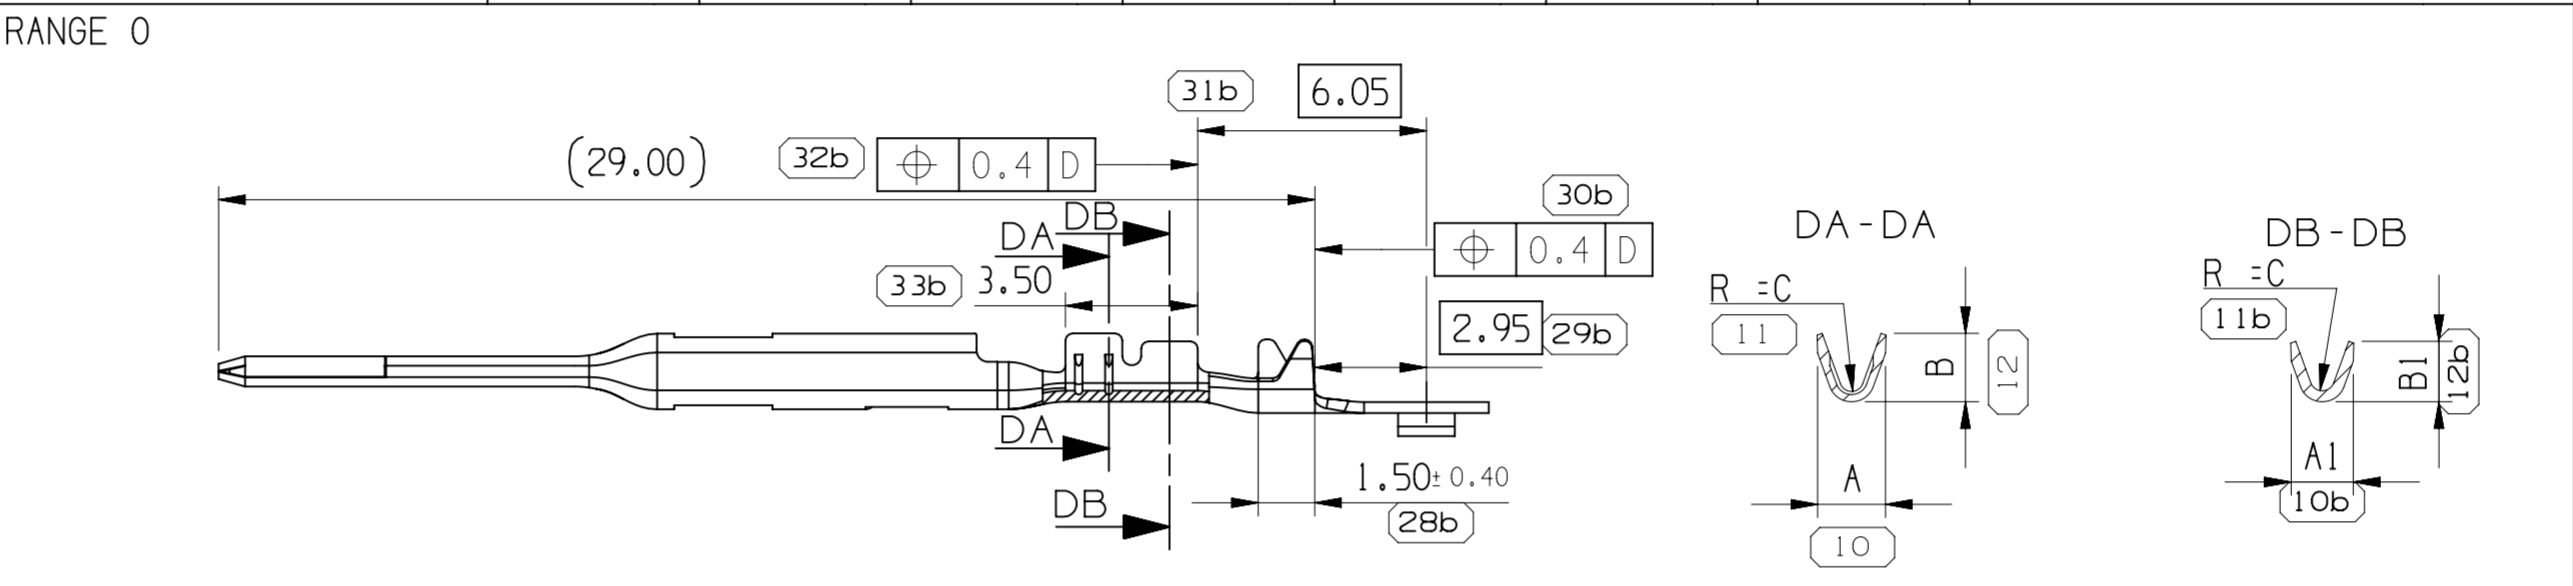 RANGE 0
31b 6.05
(29.00) 32b ⌖ 0.4 D
30b
⌖ 0.4 D
DB
DA
33b 3.50
2.95 29b
DA
DB
1.50± 0.40
28b
DA-DA
R =C
11
B
12
A
10
DB-DB
R =C
11b
B1
12b
A1
10b